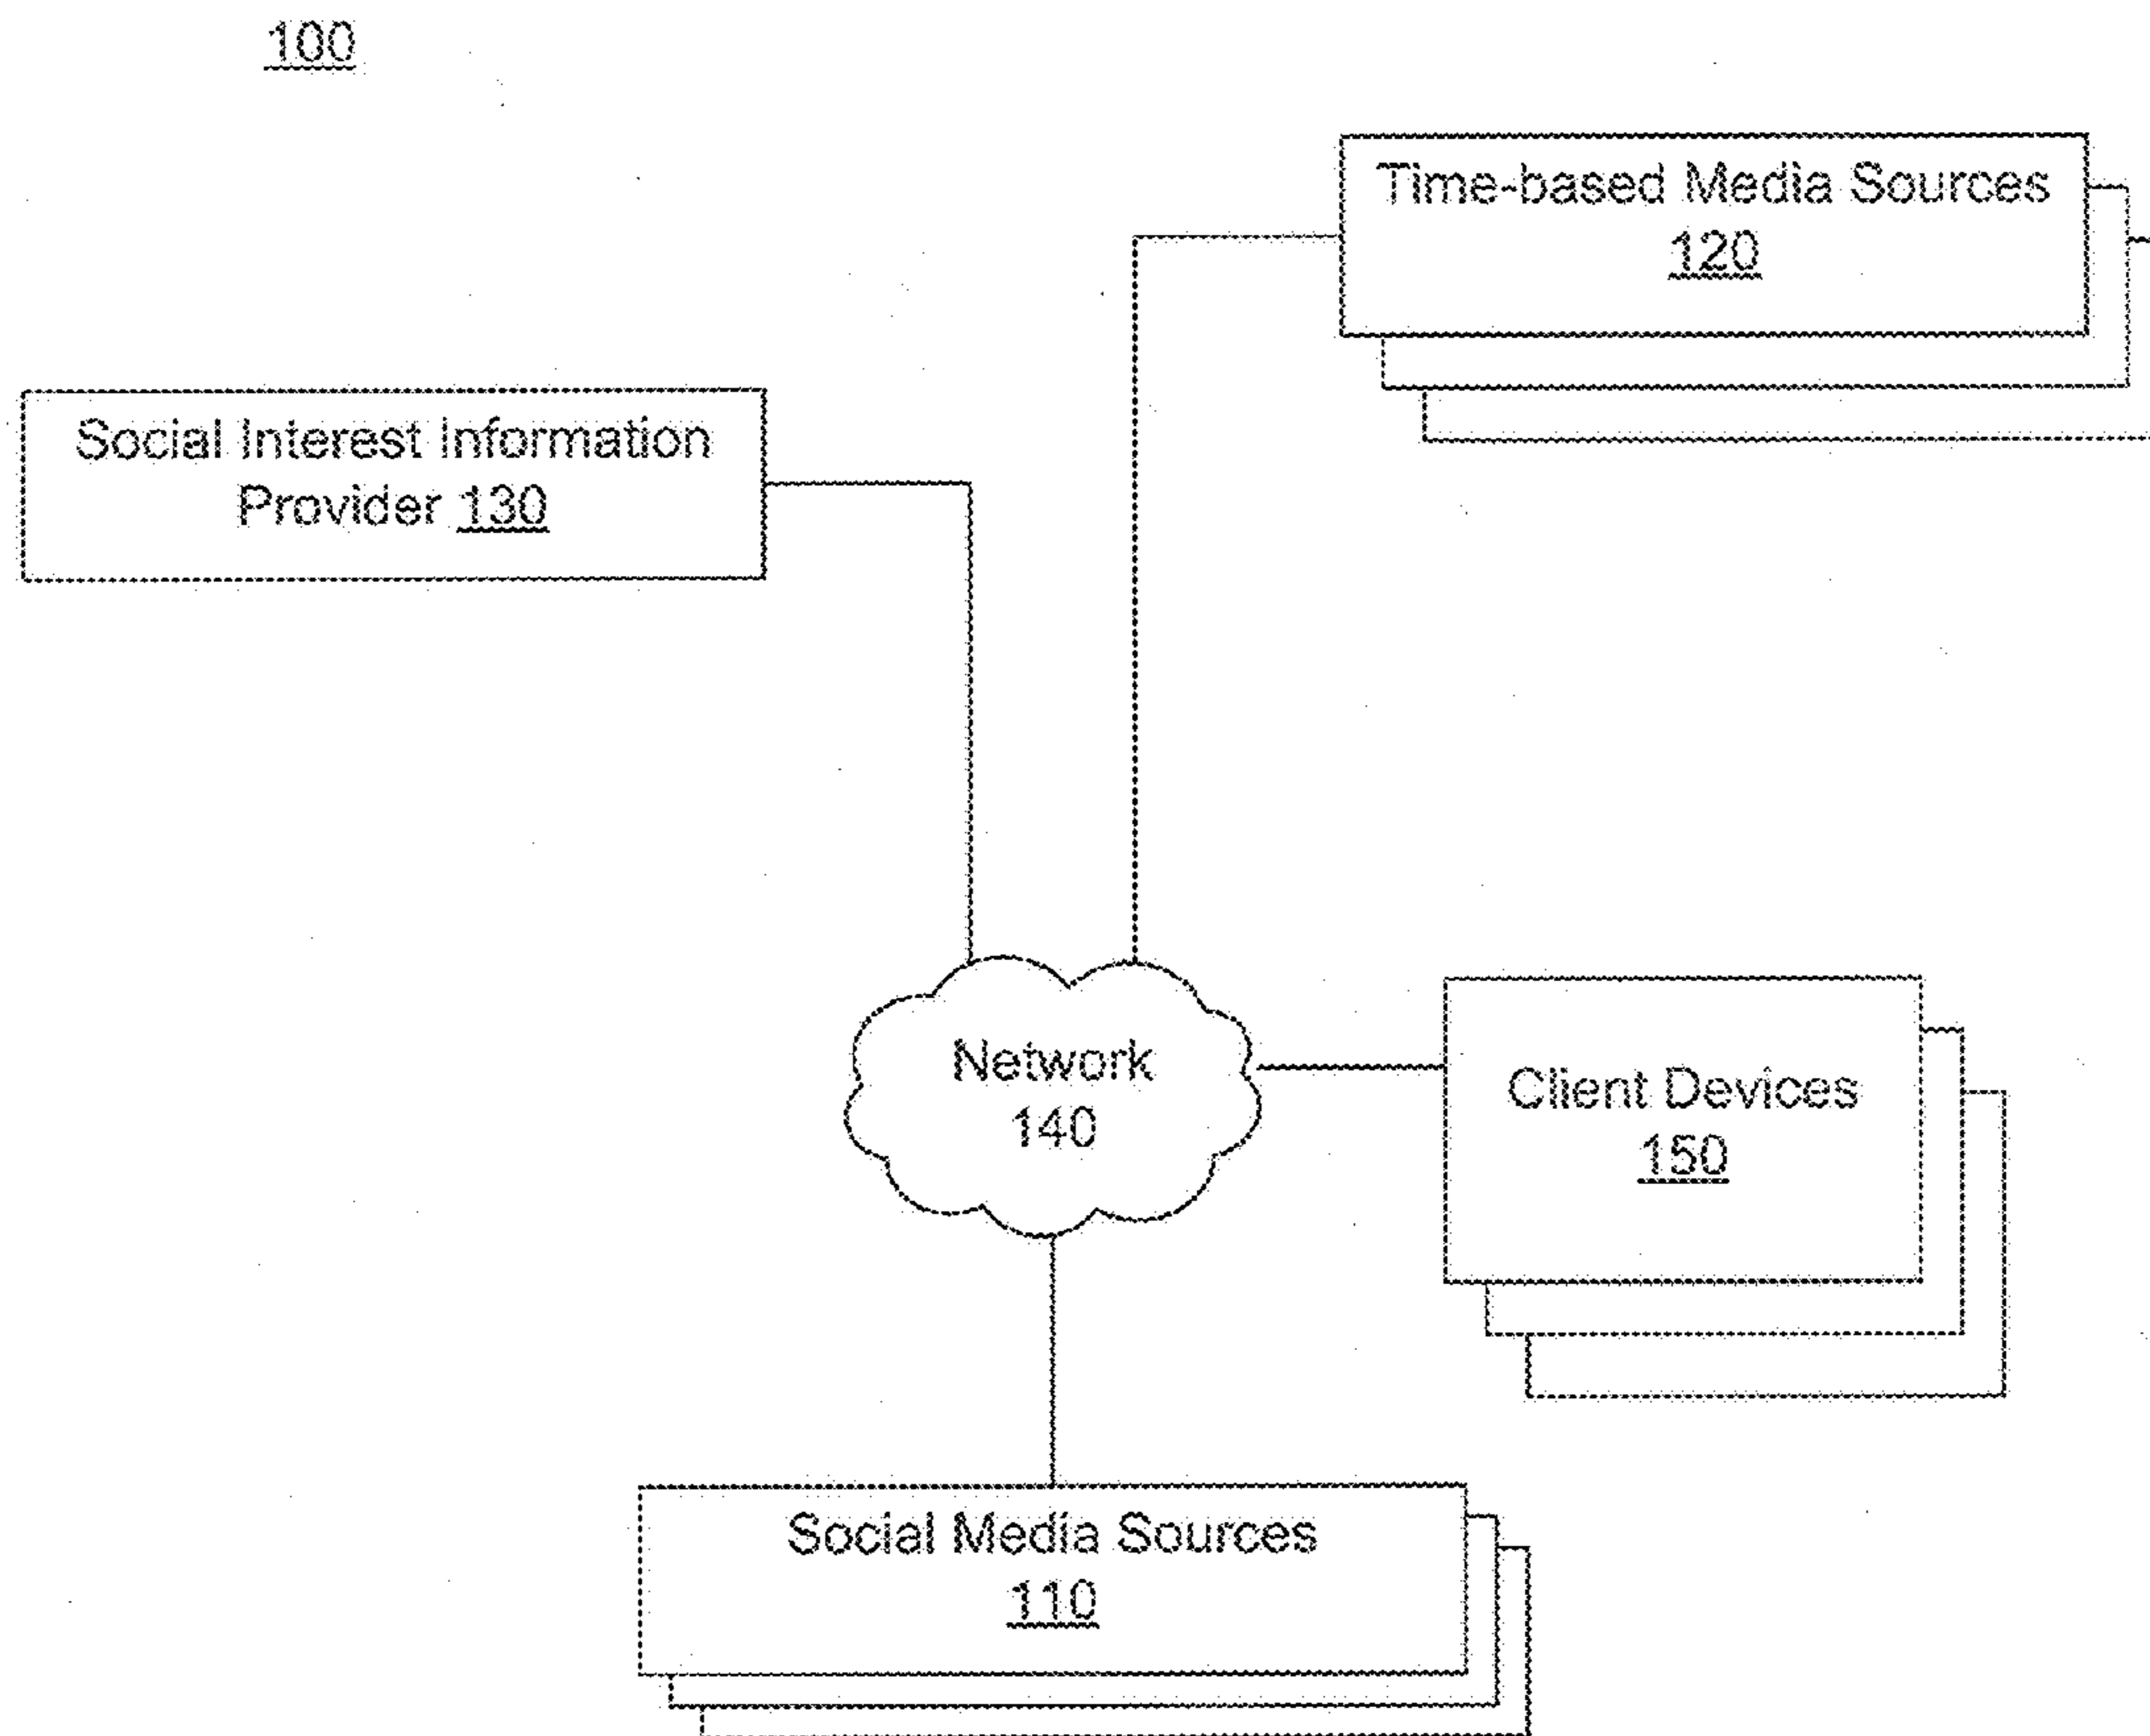 100
Time-based Media Sources
120
Social Interest Information
Provider 130
Network
140
Client Devices
150
Social Media Sources
110